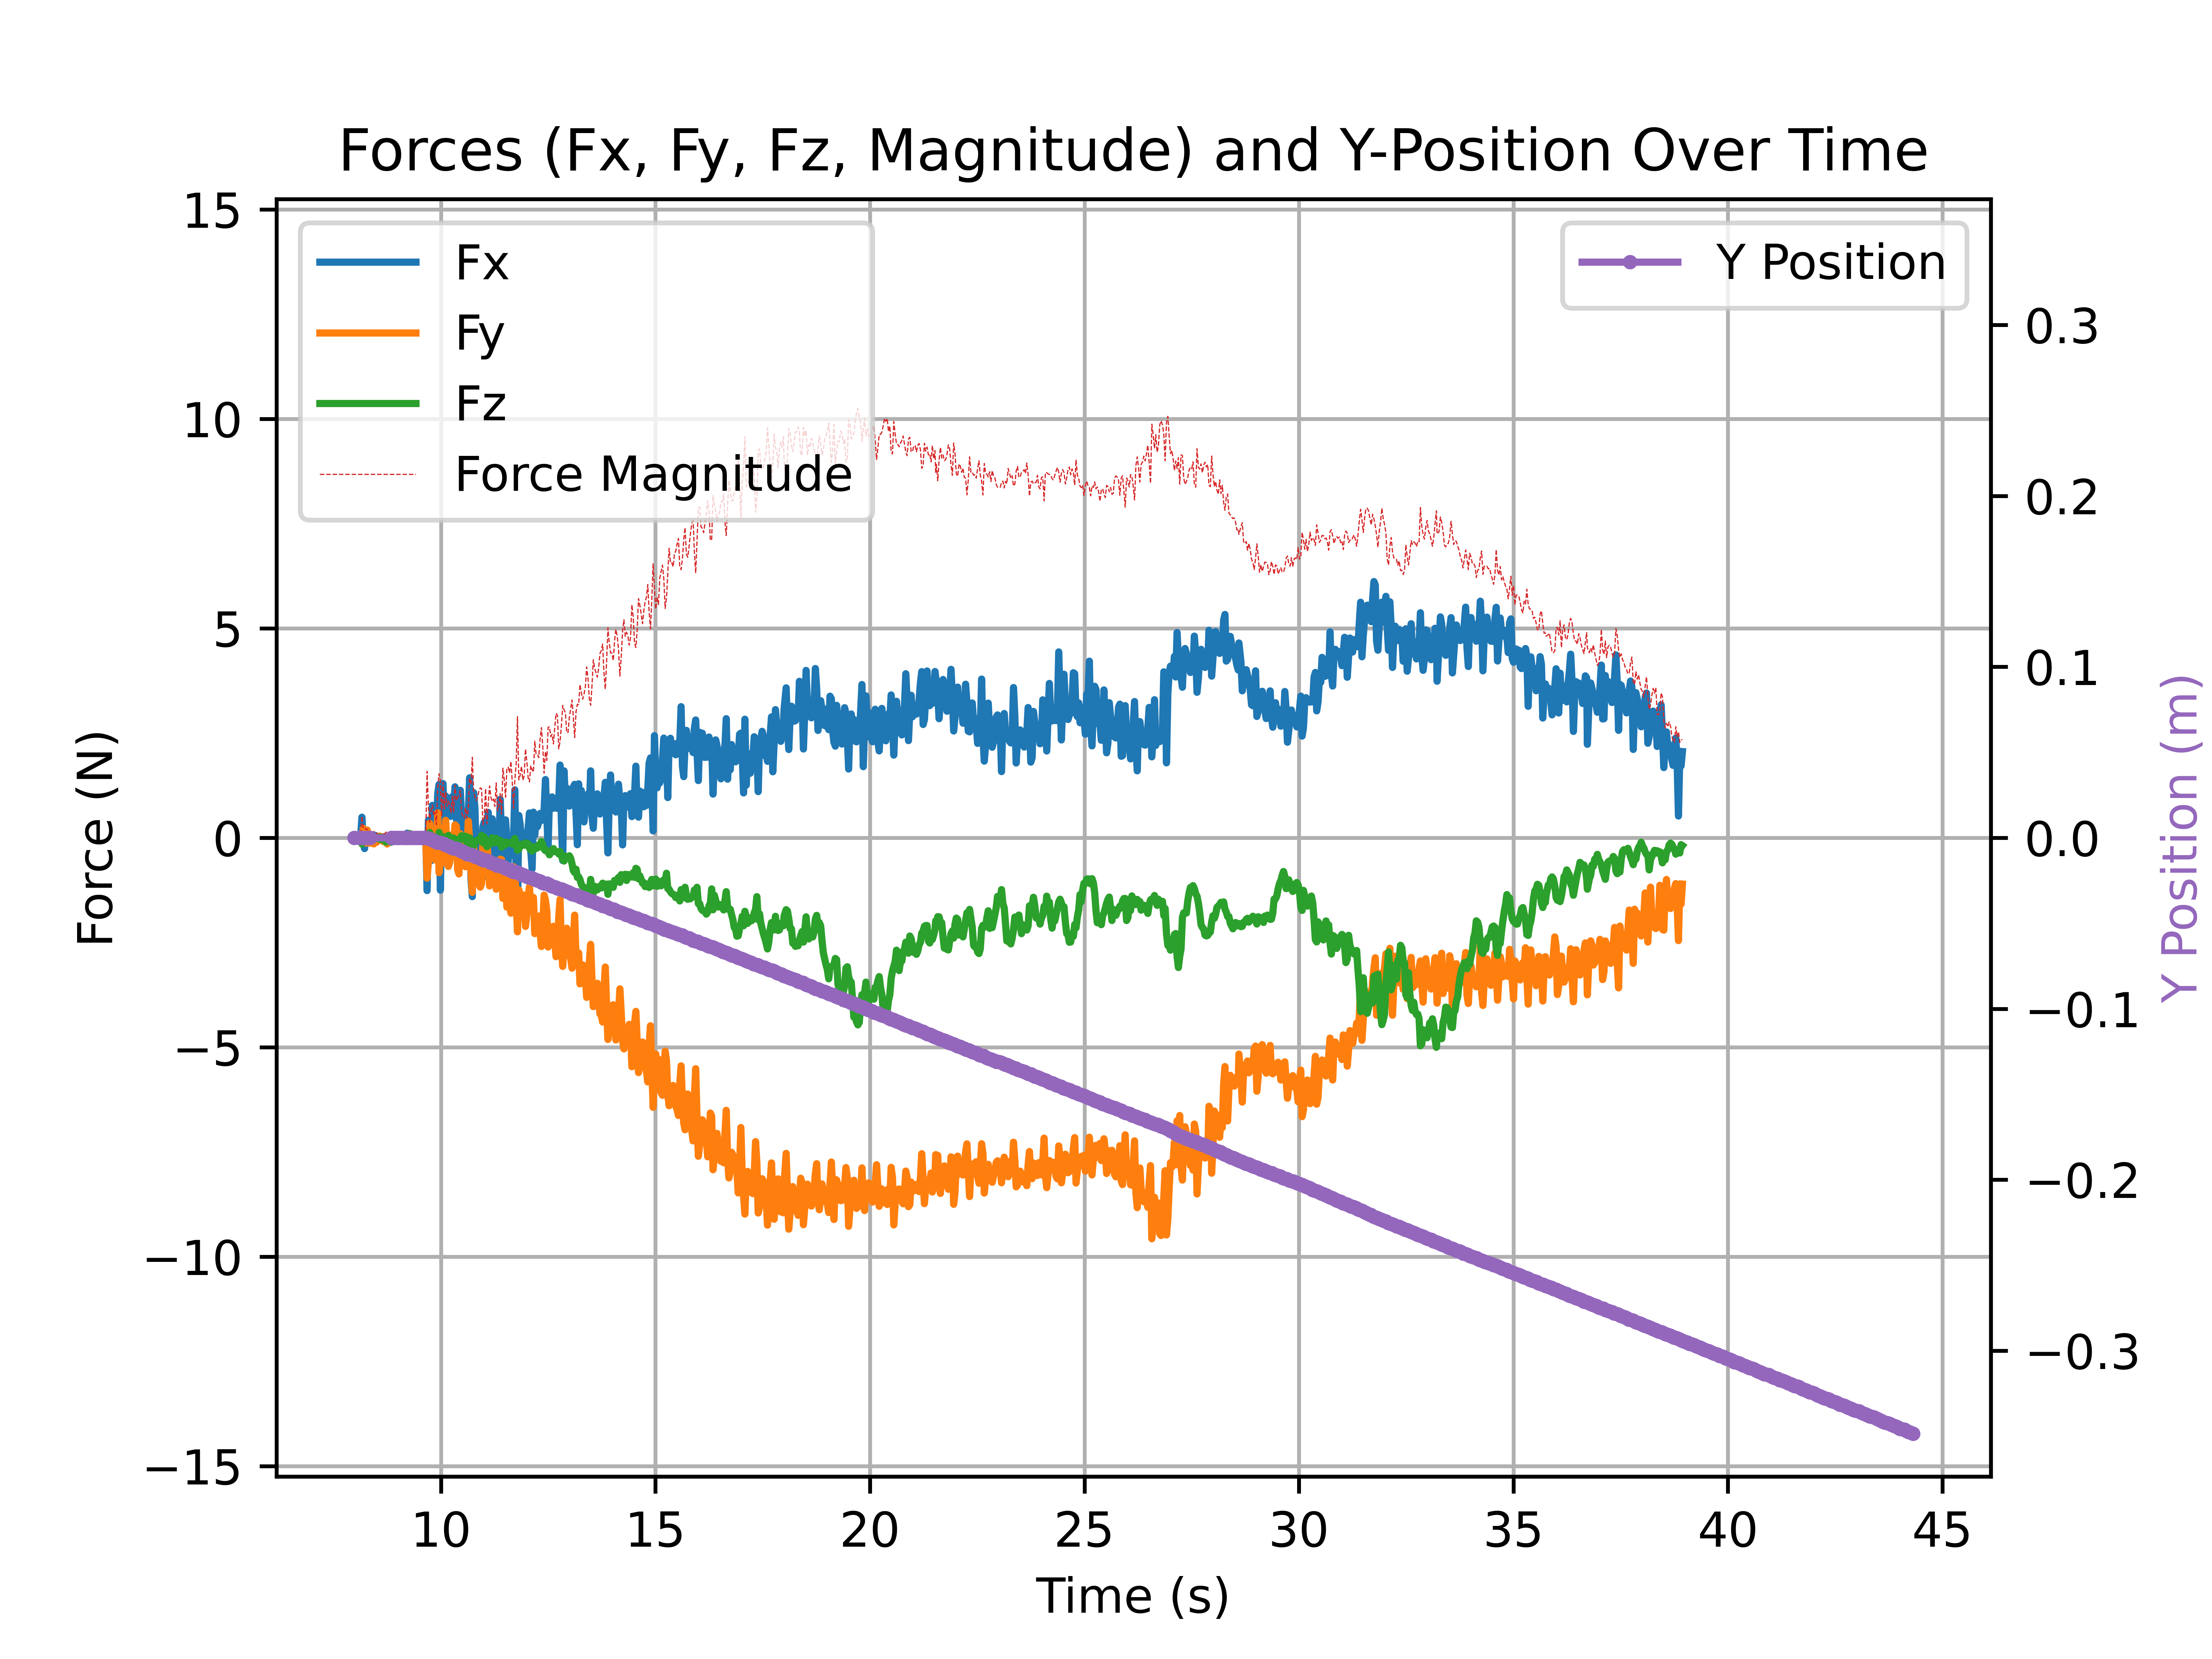 Forces (Fx, Fy, Fz, Magnitude) and Y-Position Over Time
Fx
Fy
Fz
Force Magnitude
Y Position
15
10
5
0
−5
−10
−15
Force (N)
0.3
0.2
0.1
0.0
−0.1
−0.2
−0.3
Y Position (m)
10 15 20 25 30 35 40 45
Time (s)